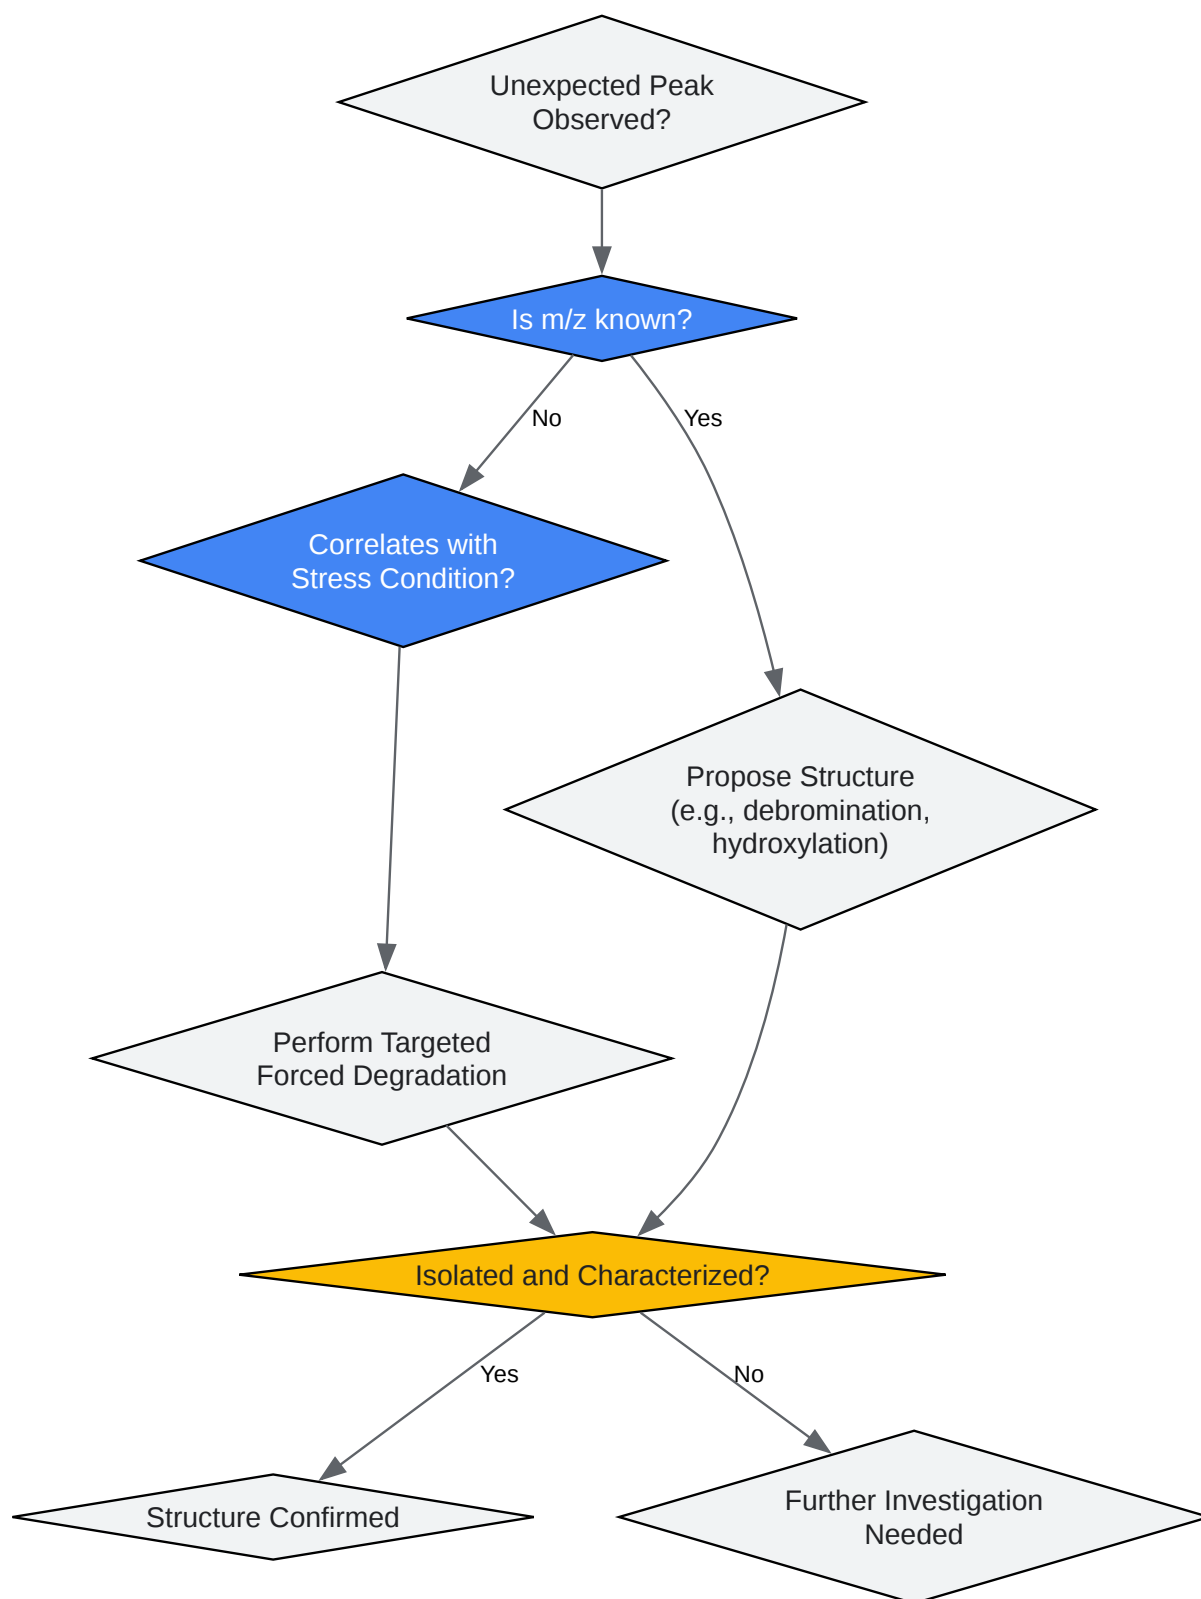 Unexpected Peak
Observed?
Is m/z known?
No
Yes
Correlates with
Stress Condition?
Propose Structure
(e.g., debromination,
hydroxylation)
Perform Targeted
Forced Degradation
Isolated and Characterized?
Yes
No
Structure Confirmed
Further Investigation
Needed